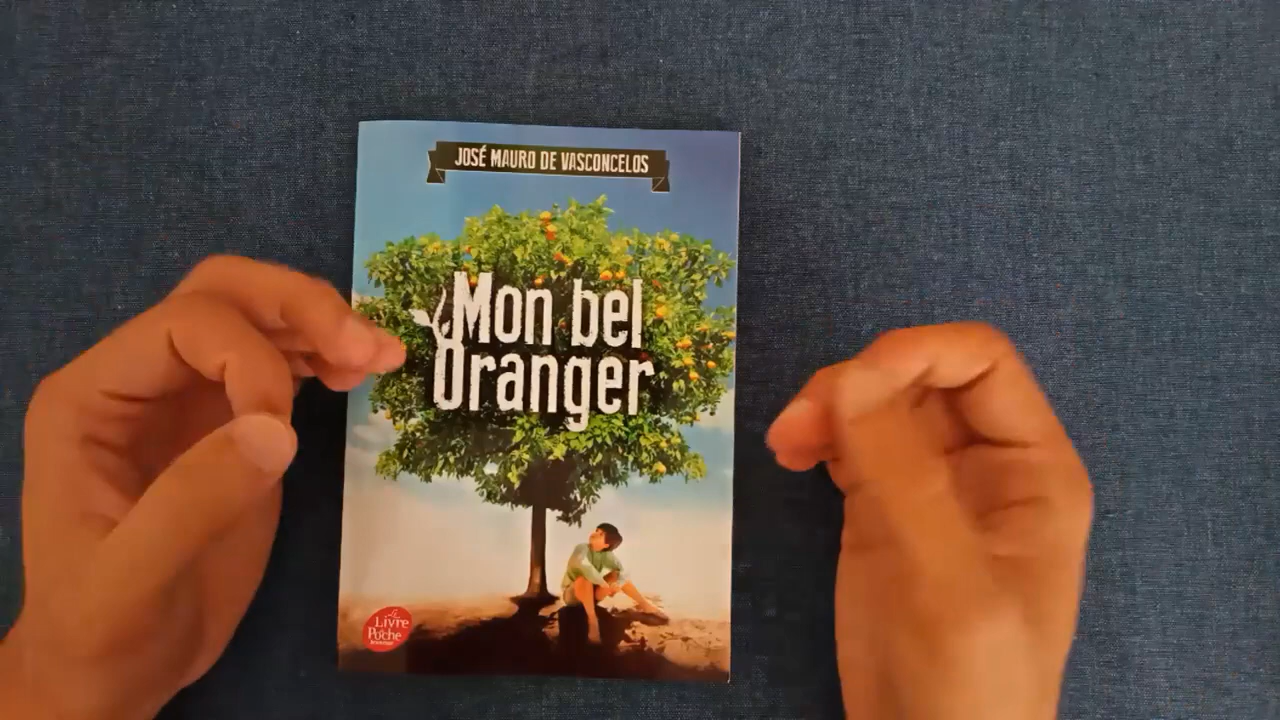 JOSÉ MAURO DE VASCONCELOS
Mon bel
Oranger
Le
Livre
de
Poche
Jeunesse